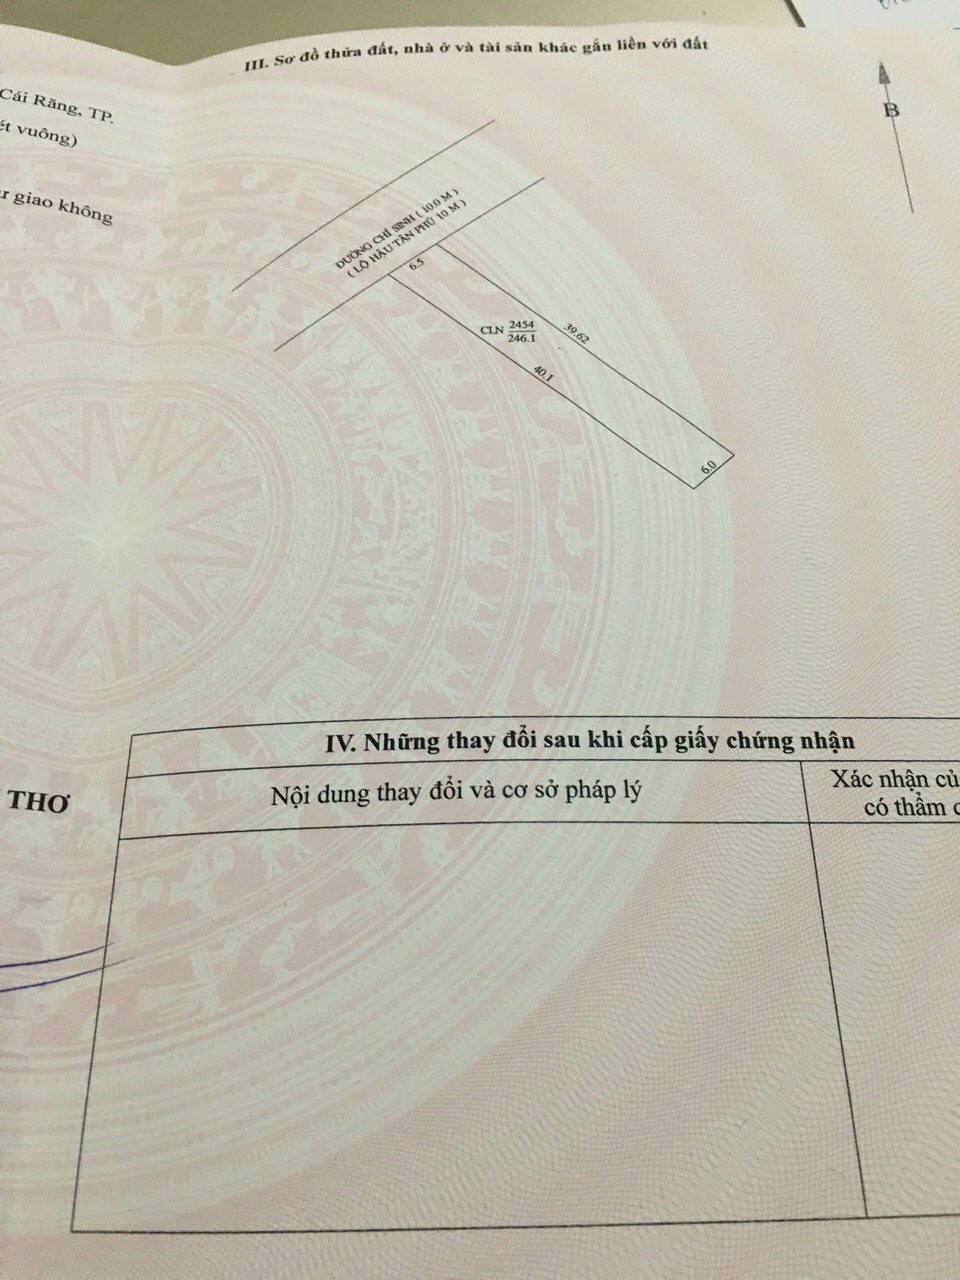 III. Sơ đồ thửa đất, nhà ở và tài sản khác gắn liền với đất
Cái Răng, TP.
ét vuông)
ư giao không
B
ĐƯỜNG CHÍ SINH ( 10.0 M )
( LỘ HẬU TÂN PHÚ 10 M )
6.5
CLN 2454
246.1
39.62
40.1
6.0
IV. Những thay đổi sau khi cấp giấy chứng nhận
Nội dung thay đổi và cơ sở pháp lý
Xác nhận củ
có thẩm q
THƠ